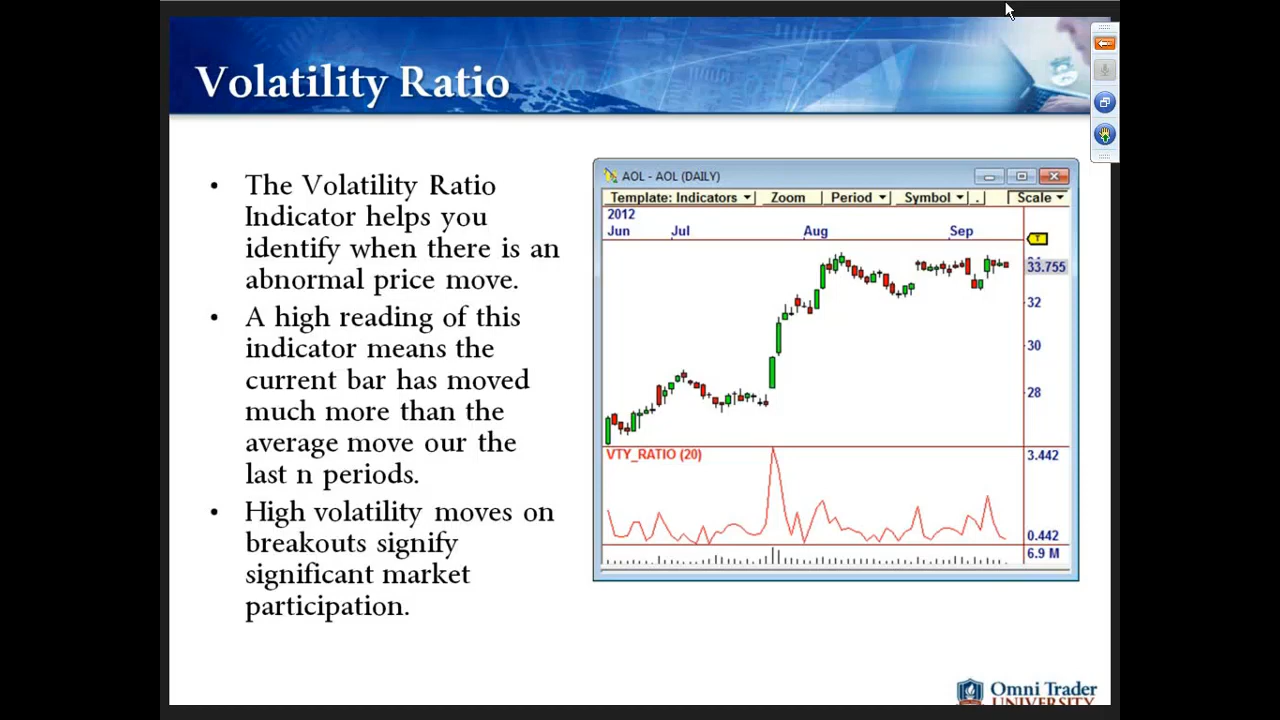 Volatility Ratio
• The Volatility Ratio
Indicator helps you
identify when there is an
abnormal price move.
• A high reading of this
indicator means the
current bar has moved
much more than the
average move our the
last n periods.
• High volatility moves on
breakouts signify
significant market
participation.
AOL - AOL (DAILY)
Template: Indicators Zoom Period Symbol . Scale
2012
Jun Jul Aug Sep
T
33.755
32
30
28
VTY_RATIO (20)
3.442
0.442
6.9 M
Omni Trader
UNIVERSITY